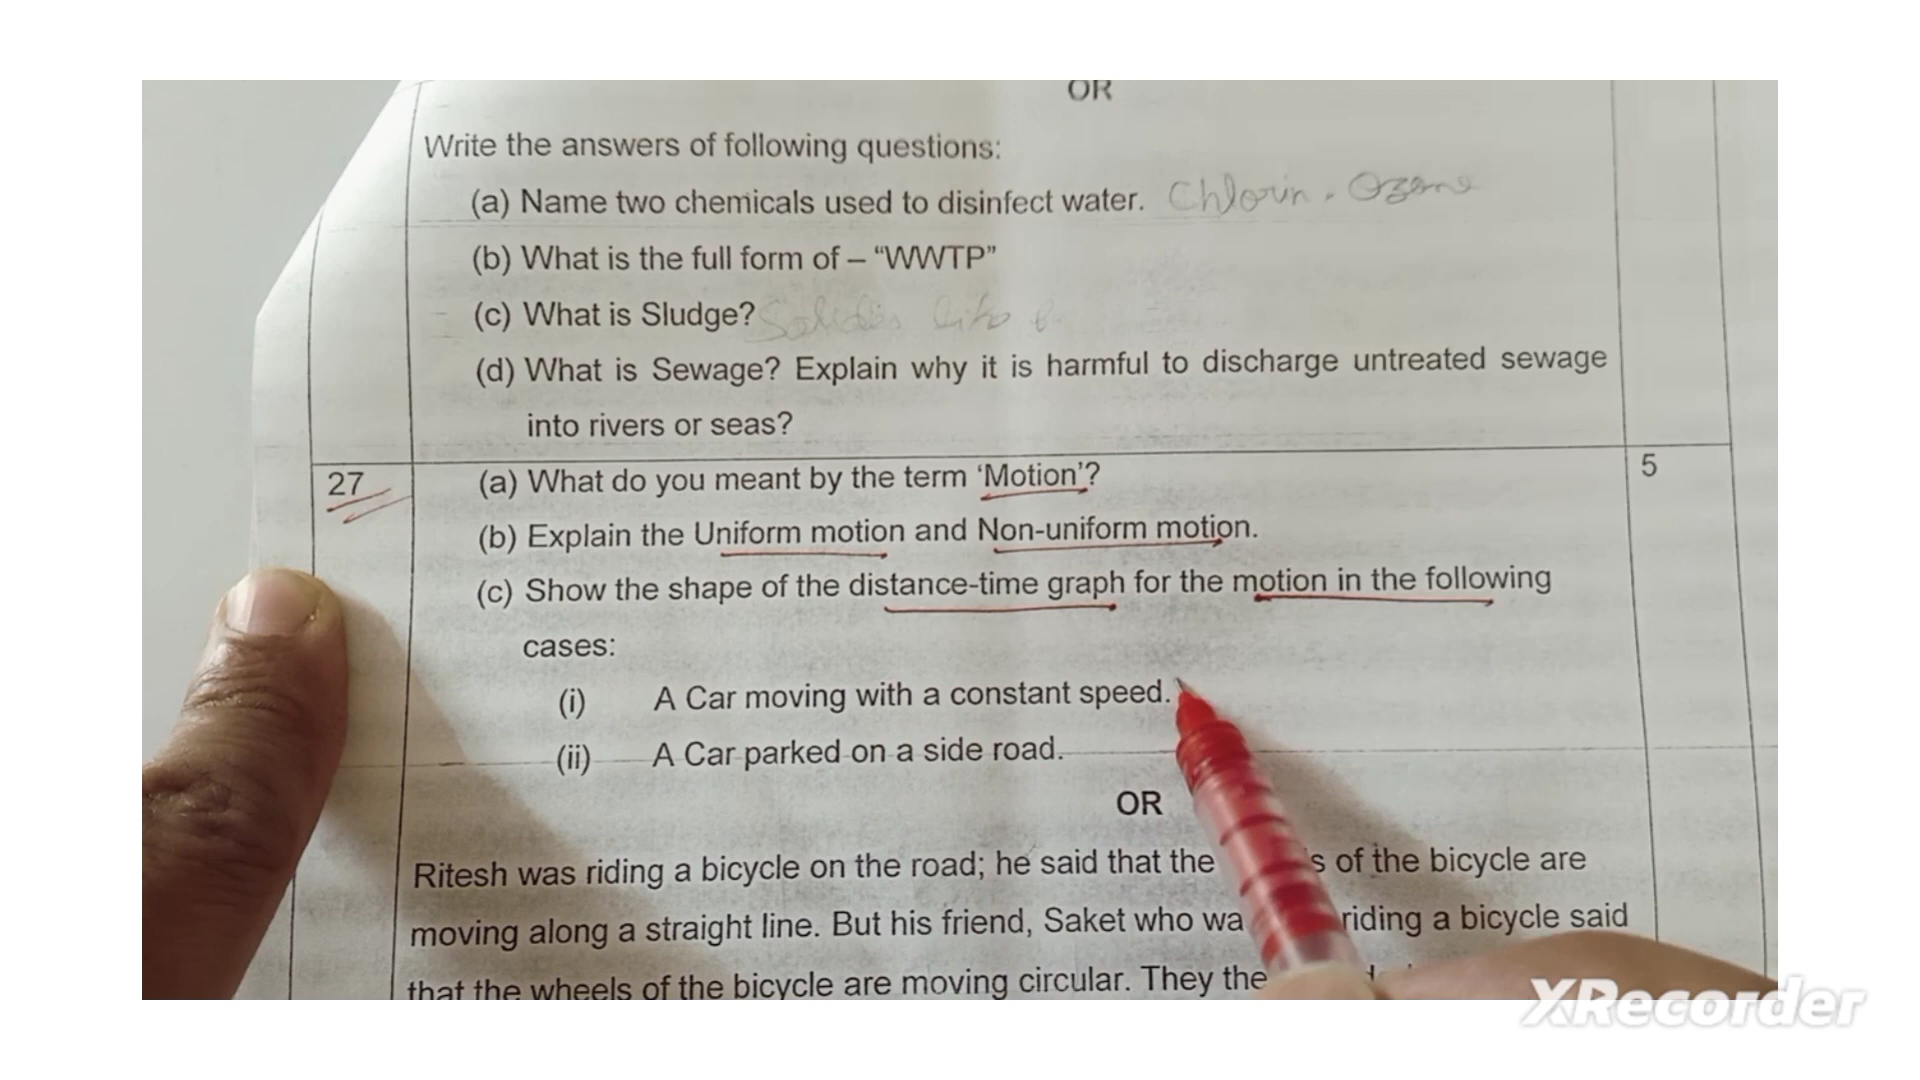 OR
Write the answers of following questions:
(a) Name two chemicals used to disinfect water. Chlorin, Ozone
(b) What is the full form of – “WWTP”
(c) What is Sludge?
(d) What is Sewage? Explain why it is harmful to discharge untreated sewage
into rivers or seas?
27 (a) What do you meant by the term ‘Motion’? 5
(b) Explain the Uniform motion and Non-uniform motion.
(c) Show the shape of the distance-time graph for the motion in the following
cases:
(i) A Car moving with a constant speed.
(ii) A Car parked on a side road.
OR
Ritesh was riding a bicycle on the road; he said that the of the bicycle are
moving along a straight line. But his friend, Saket who riding a bicycle said
that the wheels of the bicycle are moving circular. They
XRecorder